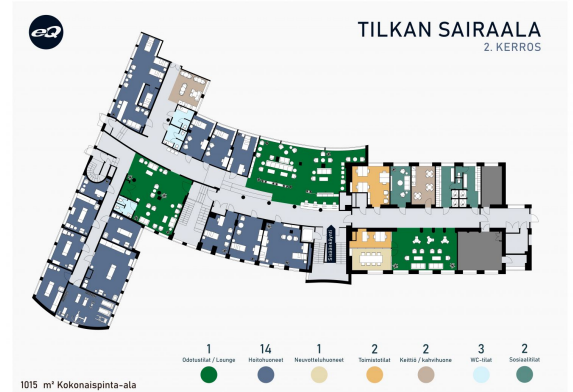 eQ
TILKAN SAIRAALA
2. KERROS
Sisäänkäynti
1
Odotustilat / Lounge
14
Hoitohuoneet
1
Neuvotteluhuoneet
2
Toimistotilat
2
Keittiö / kahvihuone
3
WC-tilat
2
Sosiaalitilat
1015 m² Kokonaispinta-ala